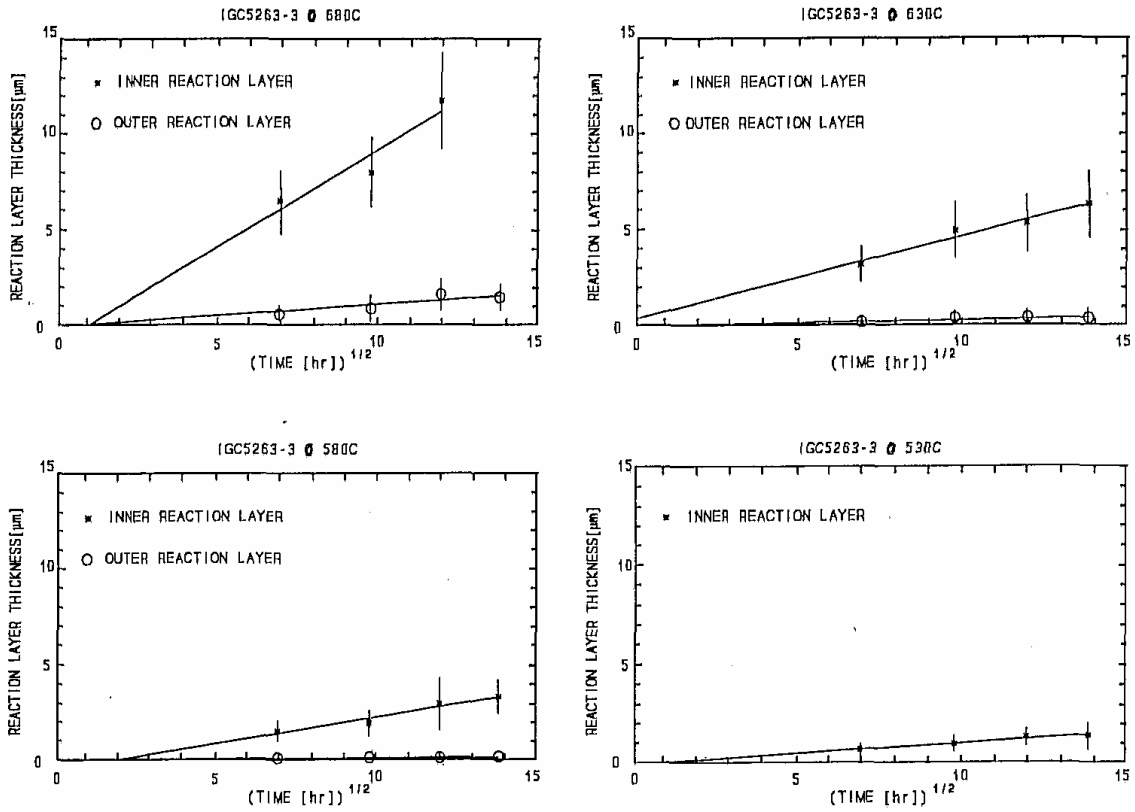 IGC5263-3 @ 680C
15
10
5
0
REACTION LAYER THICKNESS[µm]
* INNER REACTION LAYER
O OUTER REACTION LAYER
0 5 10 15
(TIME [hr])1/2
IGC5263-3 @ 630C
15
10
5
0
REACTION LAYER THICKNESS[µm]
* INNER REACTION LAYER
O OUTER REACTION LAYER
0 5 10 15
(TIME [hr])1/2
IGC5263-3 @ 580C
15
10
5
0
REACTION LAYER THICKNESS[µm]
* INNER REACTION LAYER
O OUTER REACTION LAYER
0 5 10 15
(TIME [hr])1/2
IGC5263-3 @ 530C
15
10
5
0
REACTION LAYER THICKNESS[µm]
* INNER REACTION LAYER
0 5 10 15
(TIME [hr])1/2